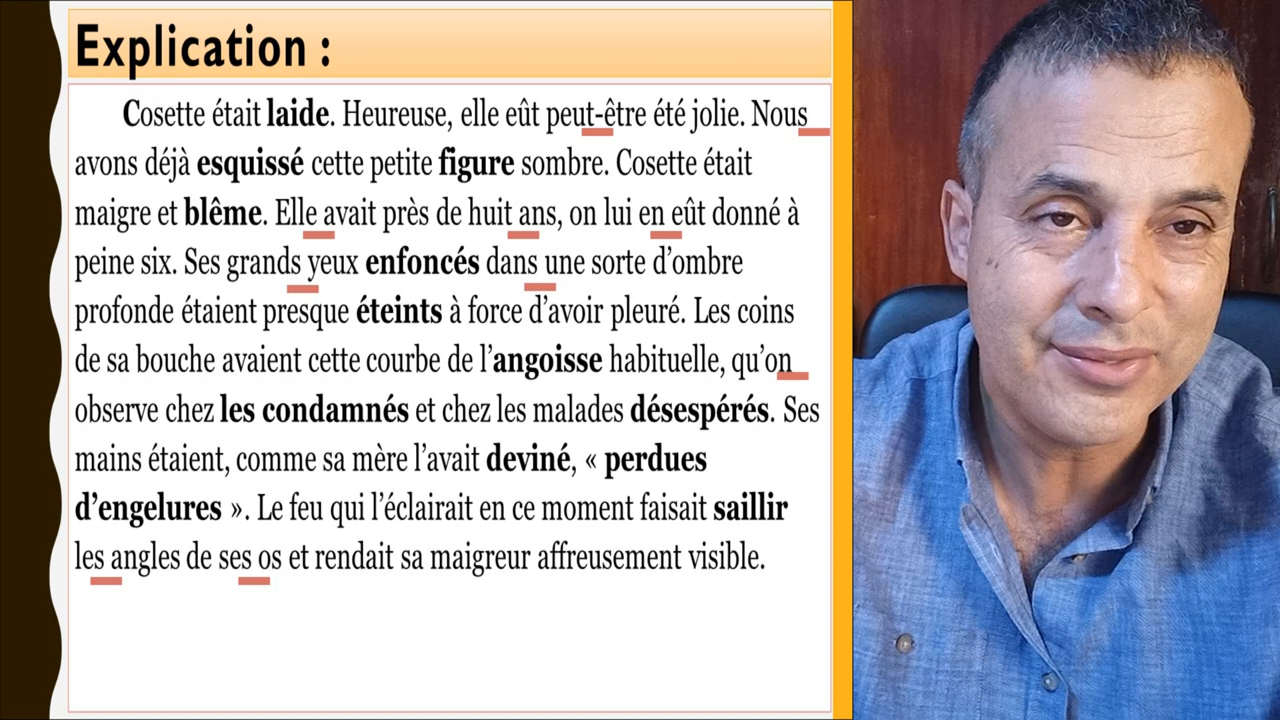 Explication :
Cosette était laide. Heureuse, elle eût peut-être été jolie. Nous
avons déjà esquissé cette petite figure sombre. Cosette était
maigre et blême. Elle avait près de huit ans, on lui en eût donné à
peine six. Ses grands yeux enfoncés dans une sorte d’ombre
profonde étaient presque éteints à force d’avoir pleuré. Les coins
de sa bouche avaient cette courbe de l’angoisse habituelle, qu’on
observe chez les condamnés et chez les malades désespérés. Ses
mains étaient, comme sa mère l’avait deviné, « perdues
d’engelures ». Le feu qui l’éclairait en ce moment faisait saillir
les angles de ses os et rendait sa maigreur affreusement visible.